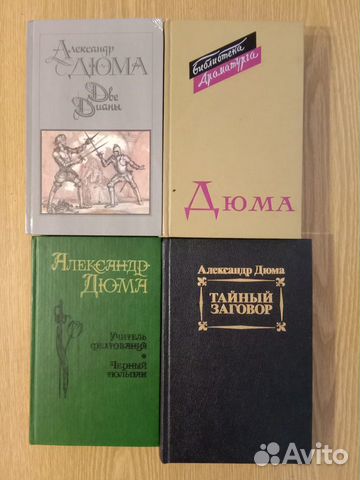 Александр
ДЮМА
Две
Дианы
Библиотека
Драматурга
ДЮМА
АЛЕКСАНДР
ДЮМА
Учитель
фехтования
Черный
тюльпан
Александр Дюма
ТАЙНЫЙ
ЗАГОВОР
Avito